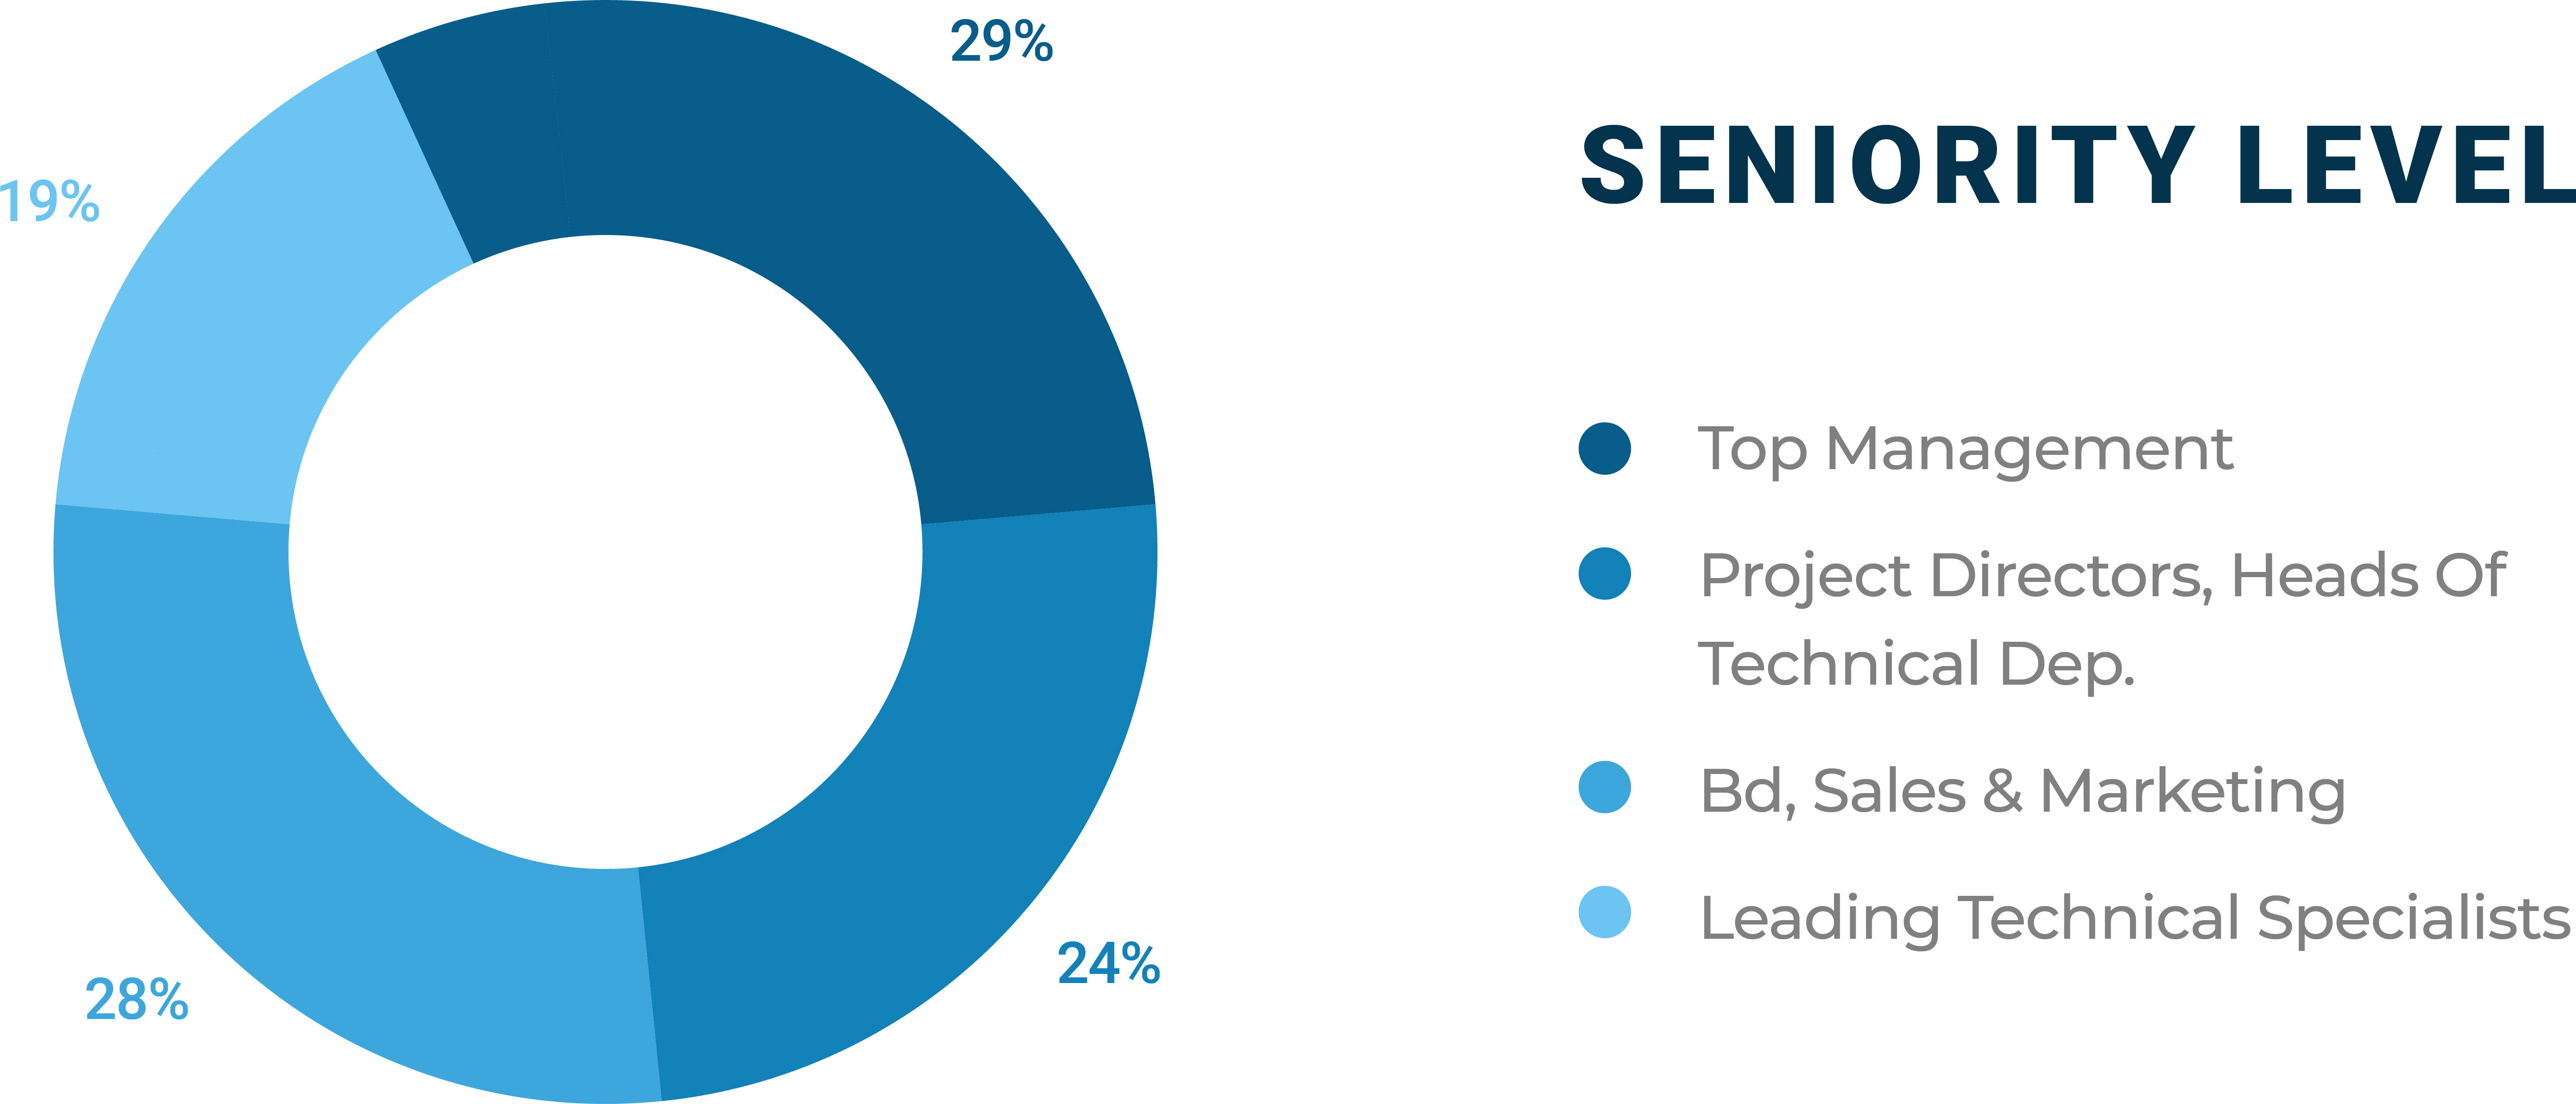 29%
SENIORITY LEVEL
19%
Top Management
Project Directors, Heads Of
Technical Dep.
Bd, Sales & Marketing
Leading Technical Specialists
24%
28%